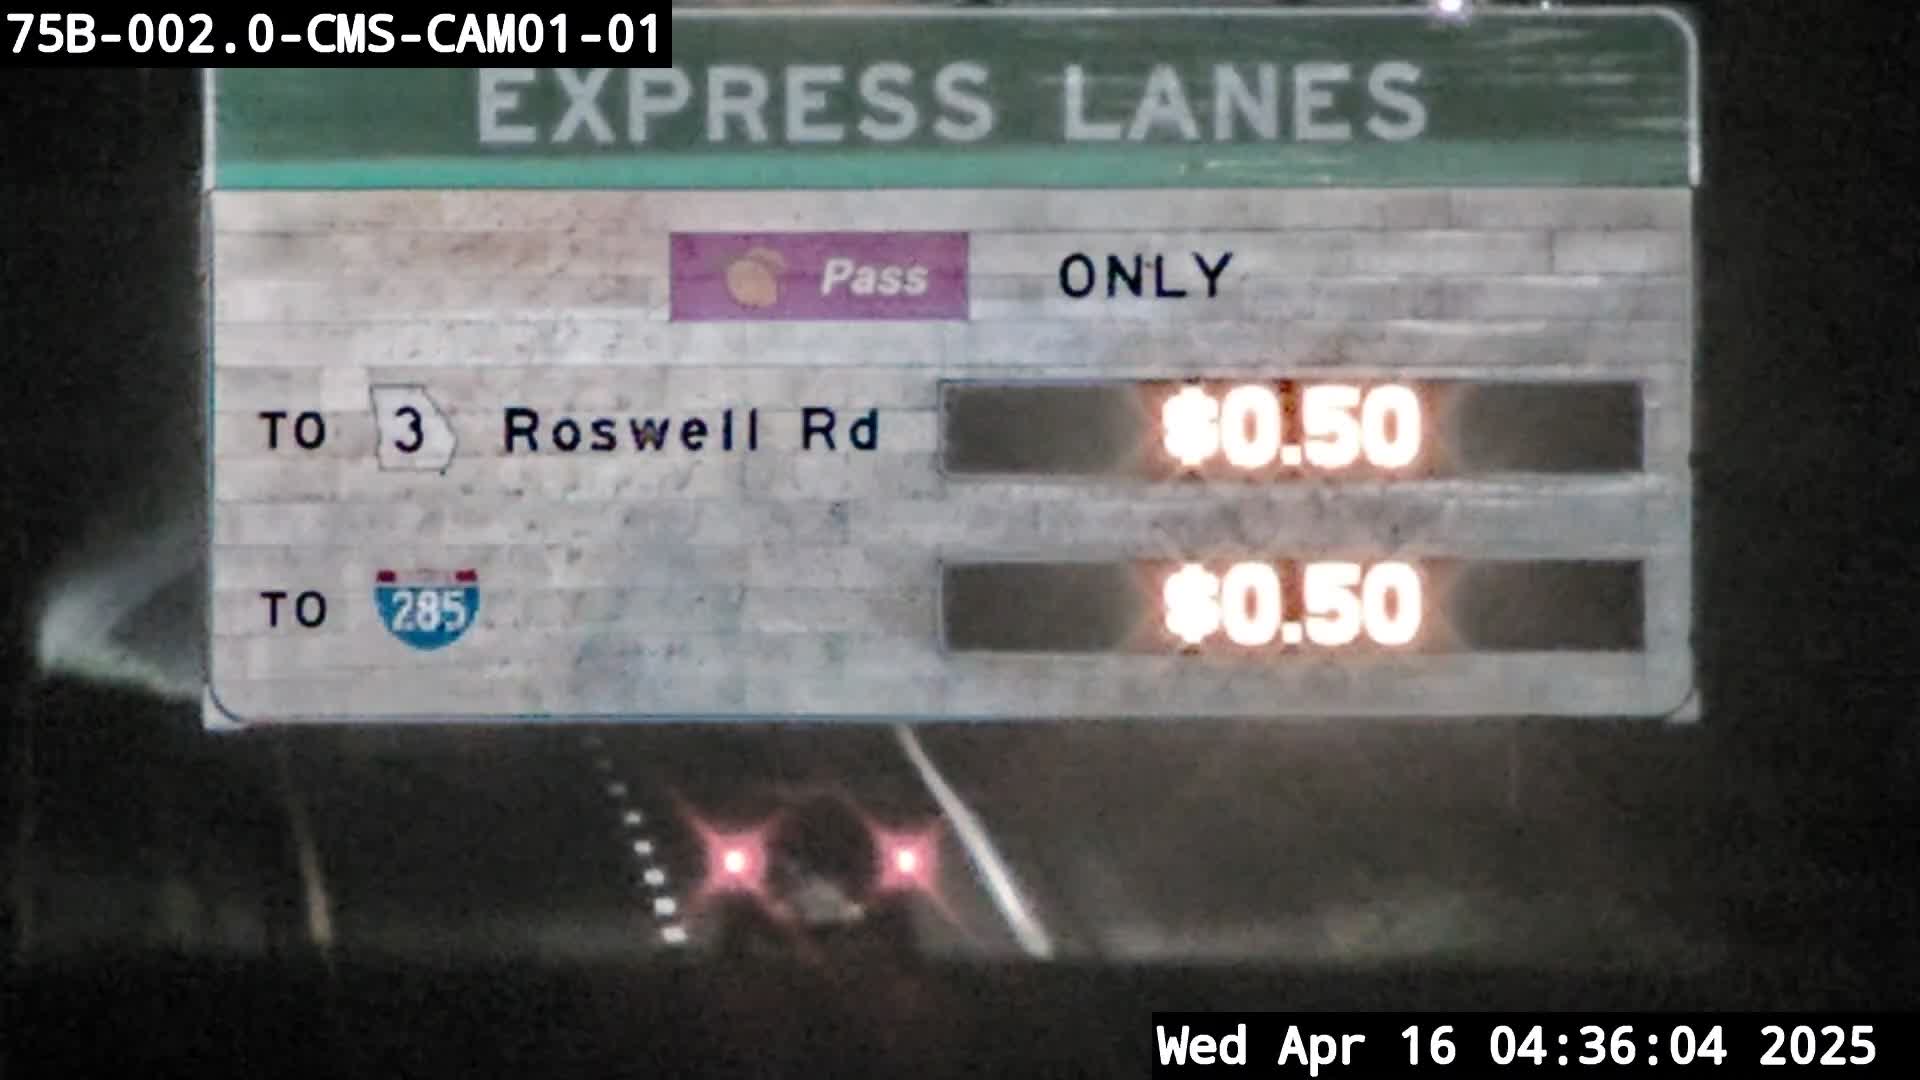 75B-002.0-CMS-CAM01-01
EXPRESS LANES
Pass ONLY
TO 3 Roswell Rd $0.50
TO 285 $0.50
Wed Apr 16 04:36:04 2025